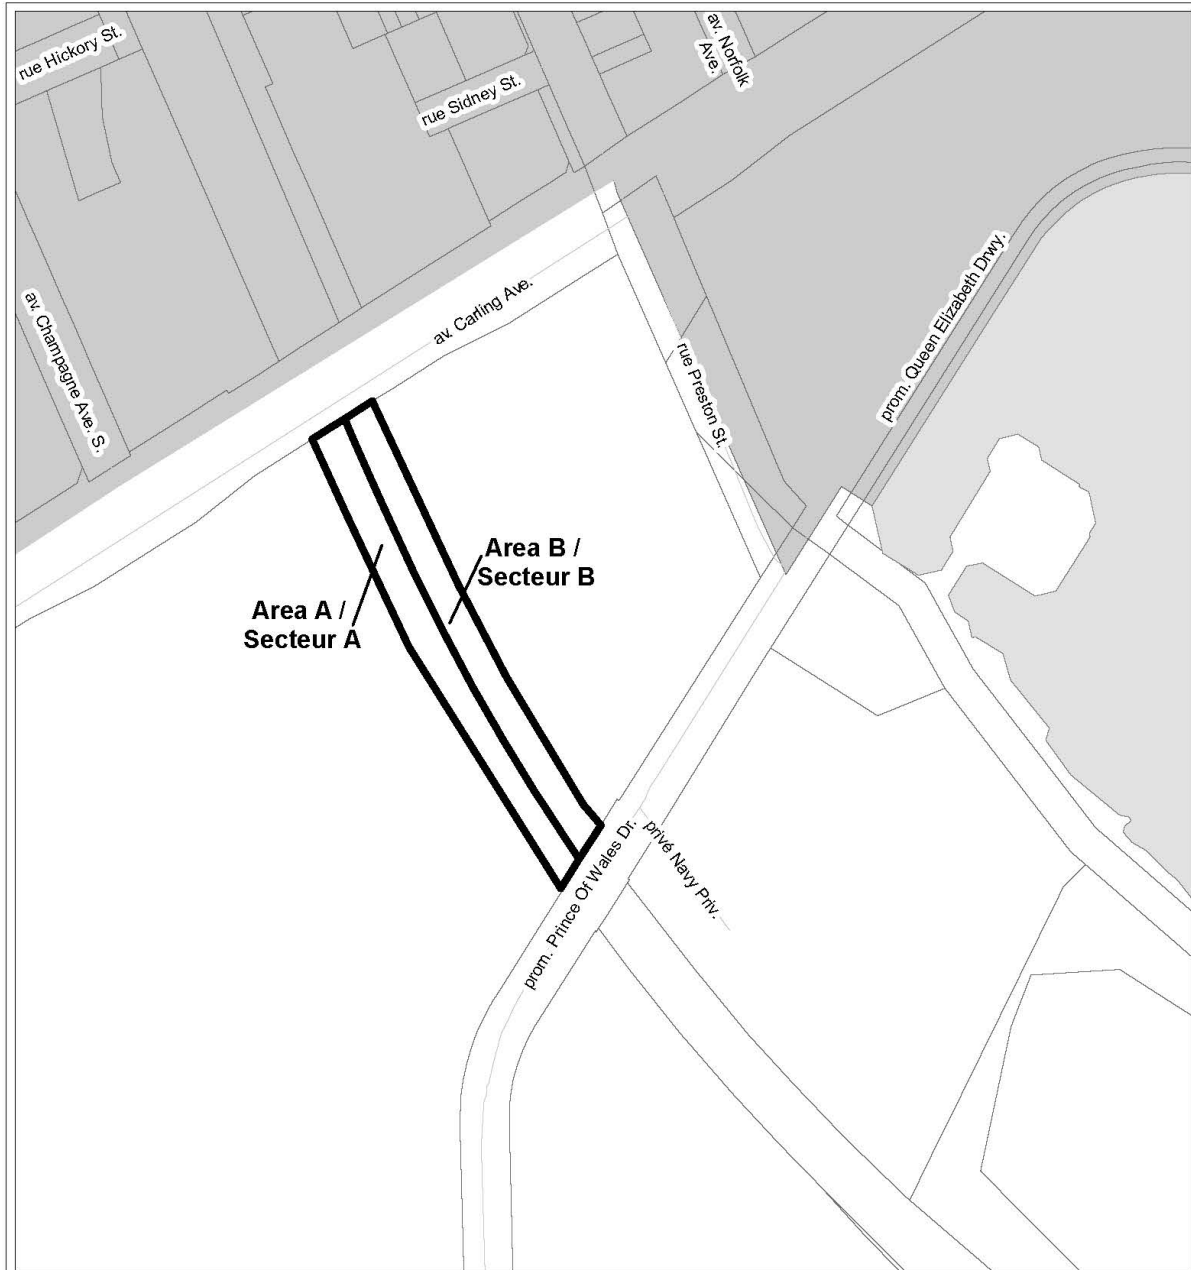 rue Hickory St.
rue Sidney St.
av. Norfolk
Ave.
av. Champagne Ave. S.
av. Carling Ave.
rue Preston St.
prom. Queen Elizabeth Drwy.
Area B /
Secteur B
Area A /
Secteur A
prom. Prince Of Wales Dr.
privé Navy Priv.